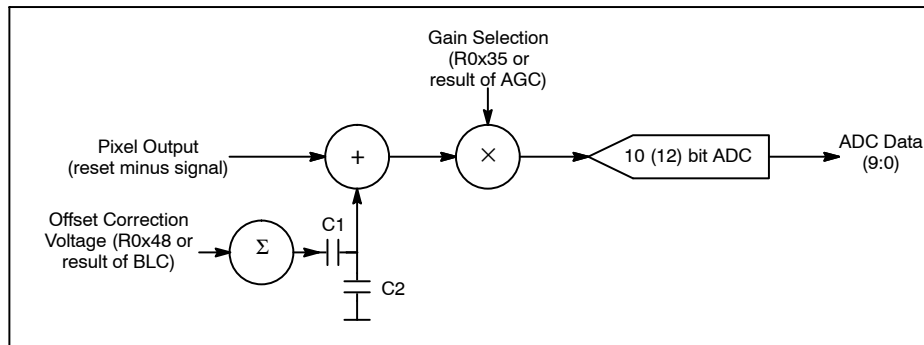 Gain Selection
(R0x35 or
result of AGC)
Pixel Output
(reset minus signal)
+
×
10 (12) bit ADC
ADC Data
(9:0)
Offset Correction
Voltage (R0x48 or
result of BLC)
Σ
C1
C2